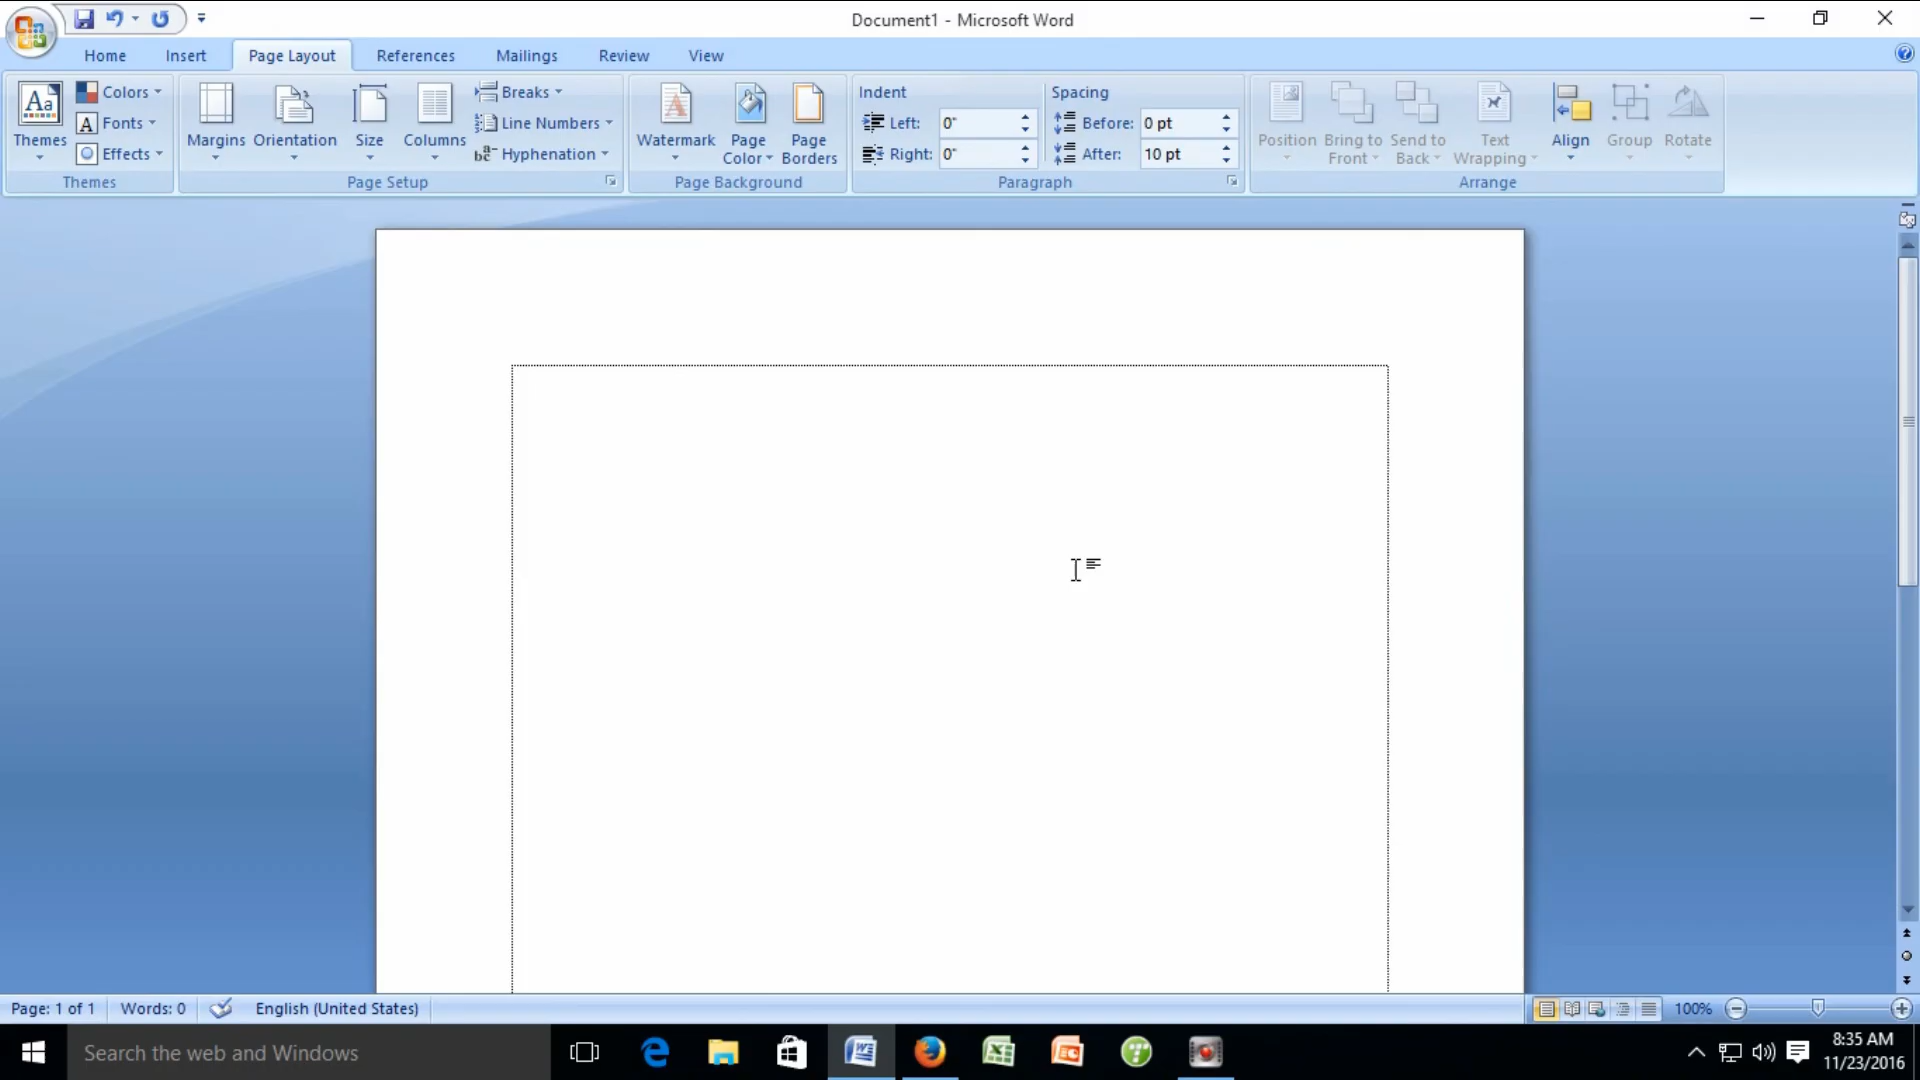 Document1 - Microsoft Word
Home Insert Page Layout References Mailings Review View
Aa
Themes
Colors
A Fonts
Effects
Themes
Margins Orientation Size Columns
Breaks
Line Numbers
Hyphenation
Page Setup
Watermark
Page
Color
Page
Borders
Page Background
Indent
Left: 0"
Right: 0"
Spacing
Before: 0 pt
After: 10 pt
Paragraph
Position
Bring to
Front
Send to
Back
Text
Wrapping
Align
Group
Rotate
Arrange
Page: 1 of 1 Words: 0 English (United States) 100%
Search the web and Windows
8:35 AM
11/23/2016